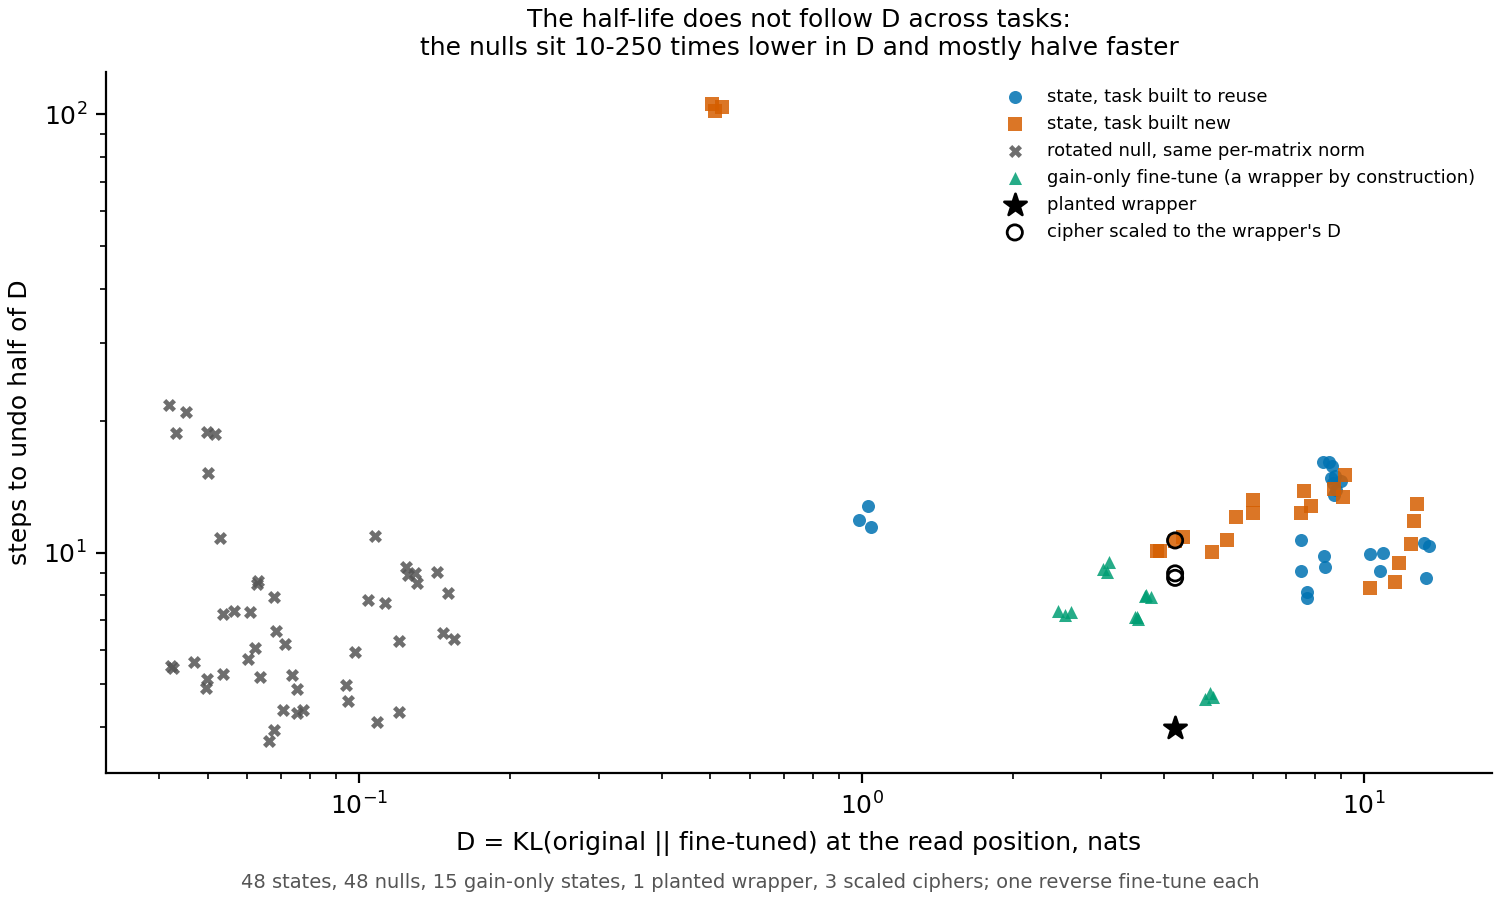 The half-life does not follow D across tasks:
the nulls sit 10-250 times lower in D and mostly halve faster
state, task built to reuse
state, task built new
rotated null, same per-matrix norm
gain-only fine-tune (a wrapper by construction)
planted wrapper
cipher scaled to the wrapper's D
steps to undo half of D
10²
10¹
10⁻¹
10⁰
10¹
D = KL(original || fine-tuned) at the read position, nats
48 states, 48 nulls, 15 gain-only states, 1 planted wrapper, 3 scaled ciphers; one reverse fine-tune each